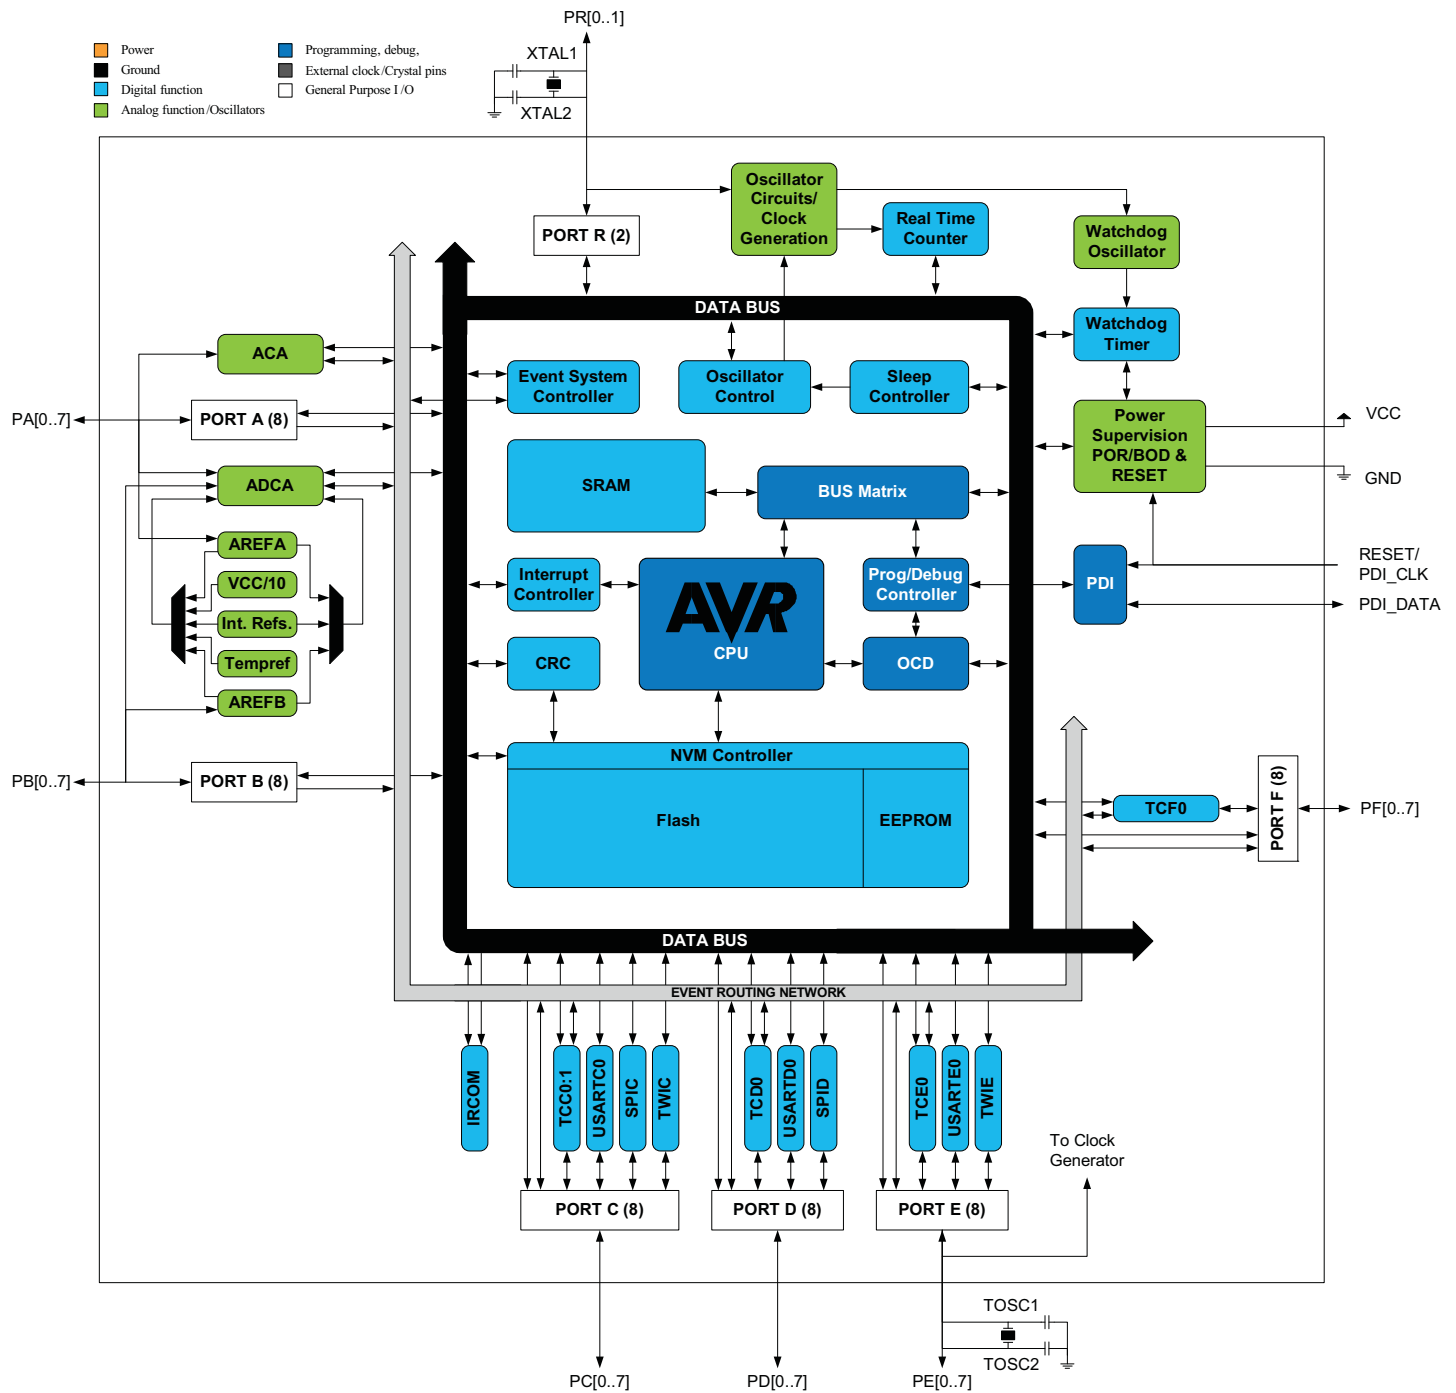 PR[0..1]
Power
Ground
Digital function
Analog function/Oscillators
Programming, debug,
External clock/Crystal pins
General Purpose I/O
XTAL1
XTAL2
Oscillator
Circuits/
Clock
Generation
PORT R (2)
Real Time
Counter
Watchdog
Oscillator
DATA BUS
Watchdog
Timer
ACA
Event System
Controller
Oscillator
Control
Sleep
Controller
PA[0..7]
PORT A (8)
Power
Supervision
POR/BOD &
RESET
VCC
GND
ADCA
SRAM
BUS Matrix
AREFA
VCC/10
Int. Refs.
Tempref
AREFB
Interrupt
Controller
AVR
CPU
Prog/Debug
Controller
PDI
RESET/
PDI_CLK
PDI_DATA
CRC
OCD
NVM Controller
Flash
EEPROM
PB[0..7]
PORT B (8)
TCF0
PORT F (8)
PF[0..7]
DATA BUS
EVENT ROUTING NETWORK
IRCOM
TCC0:1
USARTC0
SPIC
TWIC
TCD0
USARTD0
SPID
TCE0
USARTE0
TWIE
To Clock
Generator
PORT C (8)
PORT D (8)
PORT E (8)
TOSC1
TOSC2
PC[0..7]
PD[0..7]
PE[0..7]